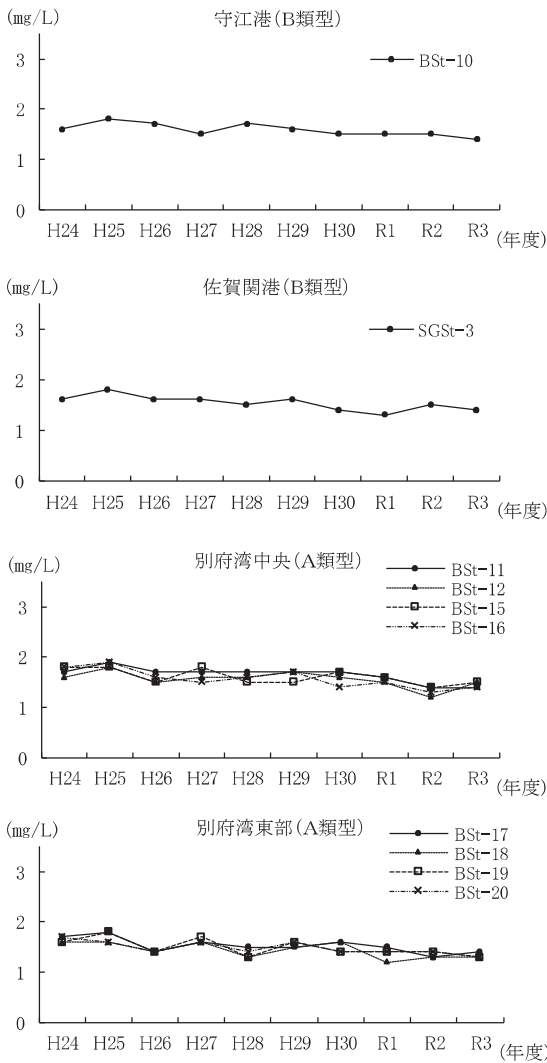 (mg/L)
守江港(B類型)
BSt-10
3
2
1
0
H24 H25 H26 H27 H28 H29 H30 R1 R2 R3 (年度)
(mg/L)
佐賀関港(B類型)
SGSt-3
3
2
1
0
H24 H25 H26 H27 H28 H29 H30 R1 R2 R3 (年度)
(mg/L)
別府湾中央(A類型)
BSt-11
BSt-12
BSt-15
BSt-16
3
2
1
0
H24 H25 H26 H27 H28 H29 H30 R1 R2 R3 (年度)
(mg/L)
別府湾東部(A類型)
BSt-17
BSt-18
BSt-19
BSt-20
3
2
1
0
H24 H25 H26 H27 H28 H29 H30 R1 R2 R3 (年度)